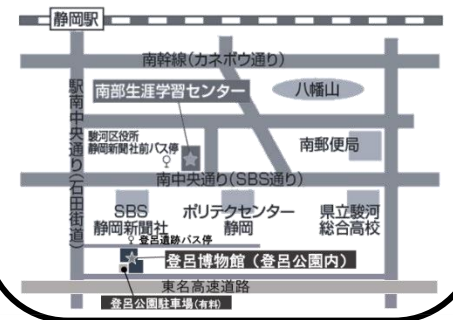 静岡駅
南幹線(カネボウ通り)
駅南中央通り(石田街道)
南部生涯学習センター
八幡山
駿河区役所
静岡新聞社前バス停
南郵便局
南中央通り(SBS通り)
SBS
静岡新聞社
ポリテクセンター
静岡
県立駿河
総合高校
登呂遺跡バス停
登呂博物館(登呂公園内)
東名高速道路
登呂公園駐車場(有料)